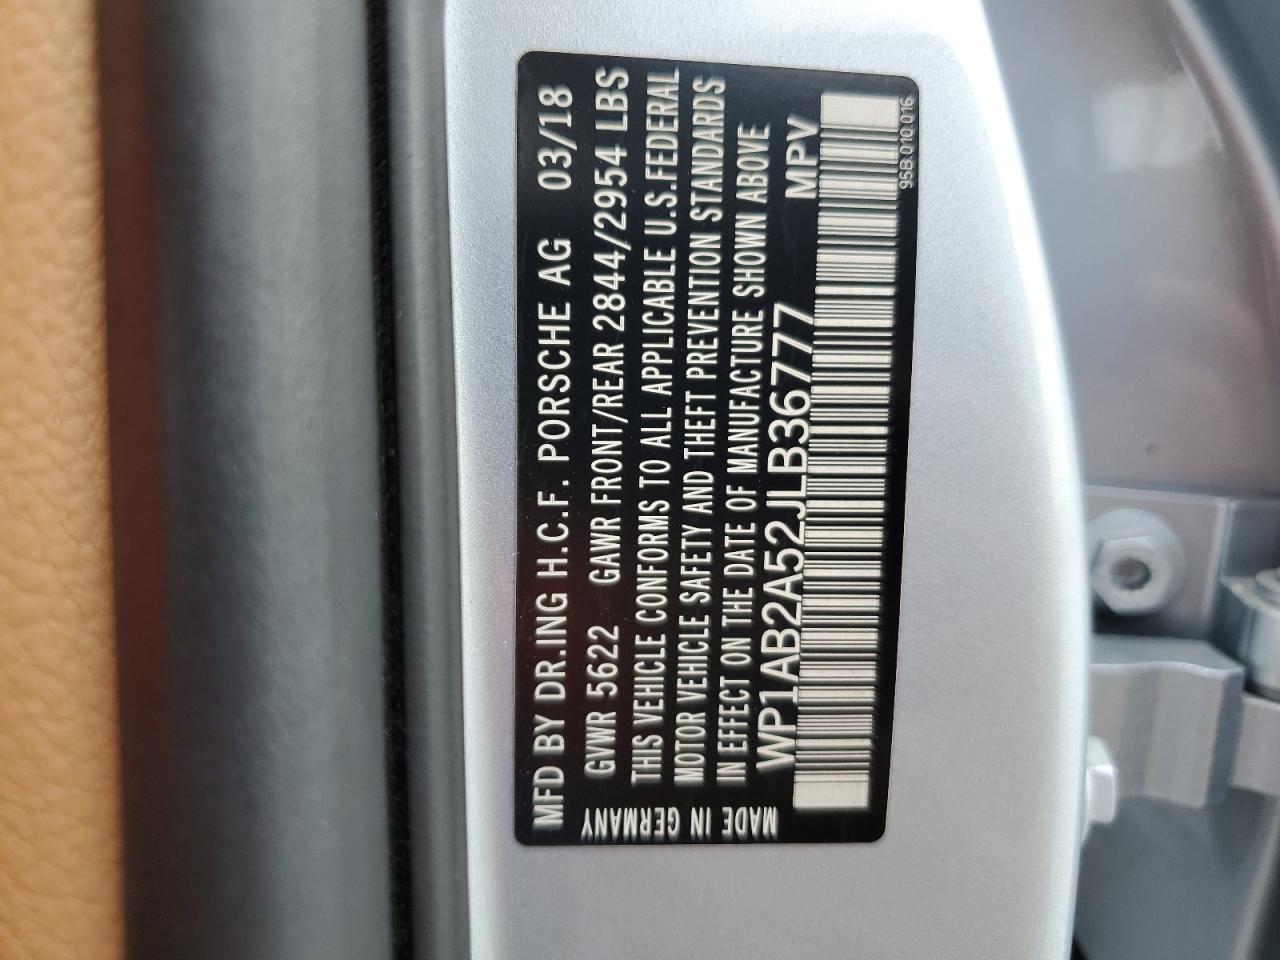 MFD BY DR.ING H.C.F. PORSCHE AG 03/18
GVWR 5622 GAWR FRONT/REAR 2844/2954 LBS
THIS VEHICLE CONFORMS TO ALL APPLICABLE U.S.FEDERAL
MOTOR VEHICLE SAFETY AND THEFT PREVENTION STANDARDS
IN EFFECT ON THE DATE OF MANUFACTURE SHOWN ABOVE
WP1AB2A52JLB36777 MPV
95B.010.016
MADE IN GERMANY